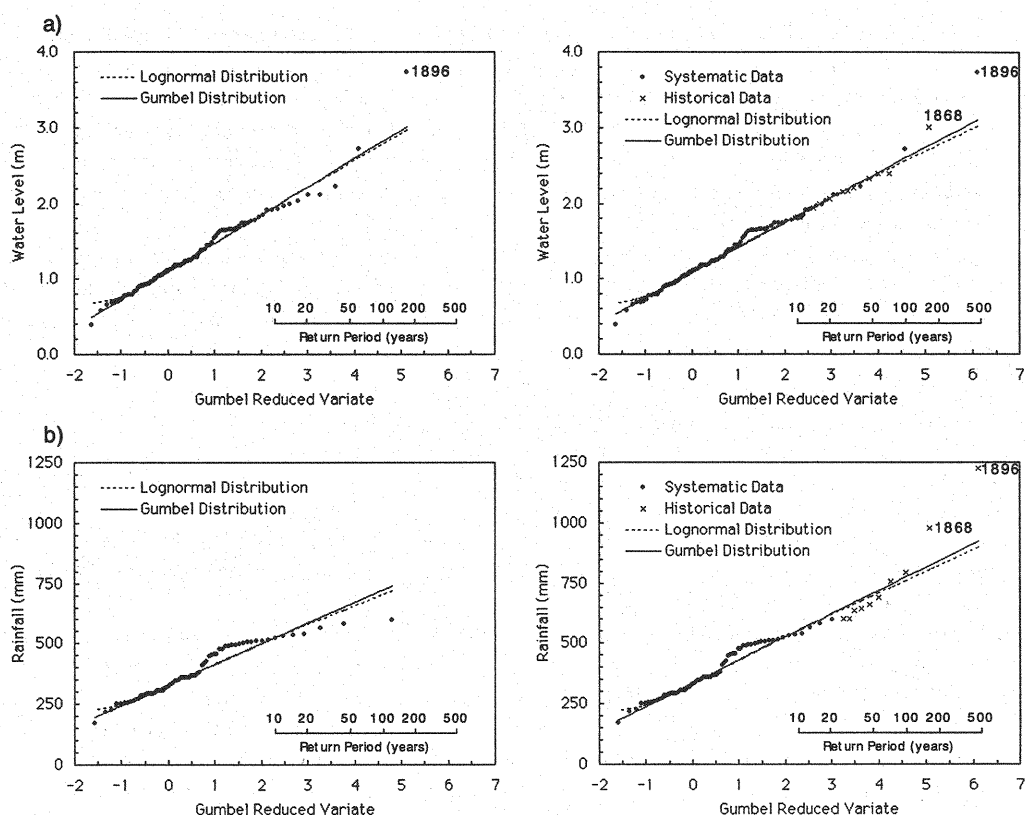 a)
4.0
3.0
2.0
1.0
0.0
Water Level (m)
Lognormal Distribution
Gumbel Distribution
1896
10 20 50 100 200 500
Return Period (years)
-2 -1 0 1 2 3 4 5 6 7
Gumbel Reduced Variate
4.0
3.0
2.0
1.0
0.0
Water Level (m)
Systematic Data
Historical Data
Lognormal Distribution
Gumbel Distribution
1896
1868
10 20 50 100 200 500
Return Period (years)
-2 -1 0 1 2 3 4 5 6 7
Gumbel Reduced Variate
b)
1250
1000
750
500
250
0
Rainfall (mm)
Lognormal Distribution
Gumbel Distribution
10 20 50 100 200 500
Return Period (years)
-2 -1 0 1 2 3 4 5 6 7
Gumbel Reduced Variate
1250
1000
750
500
250
0
Rainfall (mm)
Systematic Data
Historical Data
Lognormal Distribution
Gumbel Distribution
1896
1868
10 20 50 100 200 500
Return Period (years)
-2 -1 0 1 2 3 4 5 6 7
Gumbel Reduced Variate